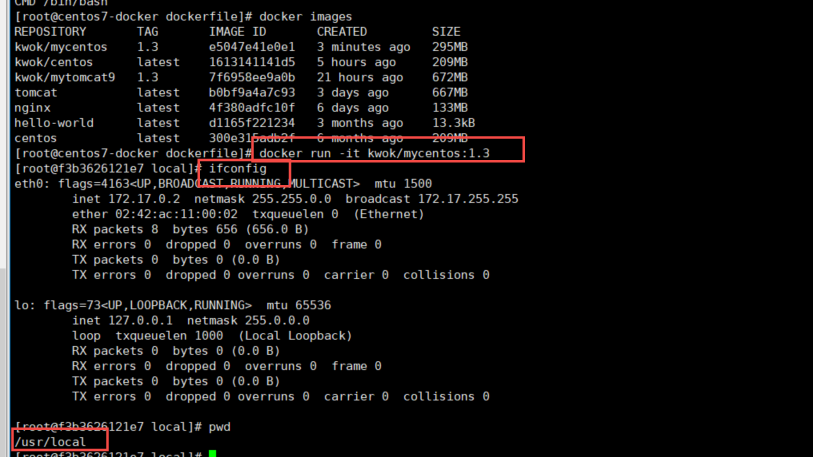 CMD /bin/bash
[root@centos7-docker dockerfile]# docker images
REPOSITORY TAG IMAGE ID CREATED SIZE
kwok/mycentos 1.3 e5047e41e0e1 3 minutes ago 295MB
kwok/centos latest 1613141141d5 5 hours ago 209MB
kwok/mytomcat9 1.3 7f6958ee9a0b 21 hours ago 672MB
tomcat latest b0bf9a4a7c93 3 days ago 667MB
nginx latest 4f380adfc10f 6 days ago 133MB
hello-world latest d1165f221234 3 months ago 13.3kB
centos latest 300e315adb2f 6 months ago 209MB
[root@centos7-docker dockerfile]# docker run -it kwok/mycentos:1.3
[root@f3b3626121e7 local]# ifconfig
eth0: flags=4163<UP,BROADCAST,RUNNING,MULTICAST> mtu 1500
inet 172.17.0.2 netmask 255.255.0.0 broadcast 172.17.255.255
ether 02:42:ac:11:00:02 txqueuelen 0 (Ethernet)
RX packets 8 bytes 656 (656.0 B)
RX errors 0 dropped 0 overruns 0 frame 0
TX packets 0 bytes 0 (0.0 B)
TX errors 0 dropped 0 overruns 0 carrier 0 collisions 0
lo: flags=73<UP,LOOPBACK,RUNNING> mtu 65536
inet 127.0.0.1 netmask 255.0.0.0
loop txqueuelen 1000 (Local Loopback)
RX packets 0 bytes 0 (0.0 B)
RX errors 0 dropped 0 overruns 0 frame 0
TX packets 0 bytes 0 (0.0 B)
TX errors 0 dropped 0 overruns 0 carrier 0 collisions 0
[root@f3b3626121e7 local]# pwd
/usr/local
[root@f3b3626121e7 local]#